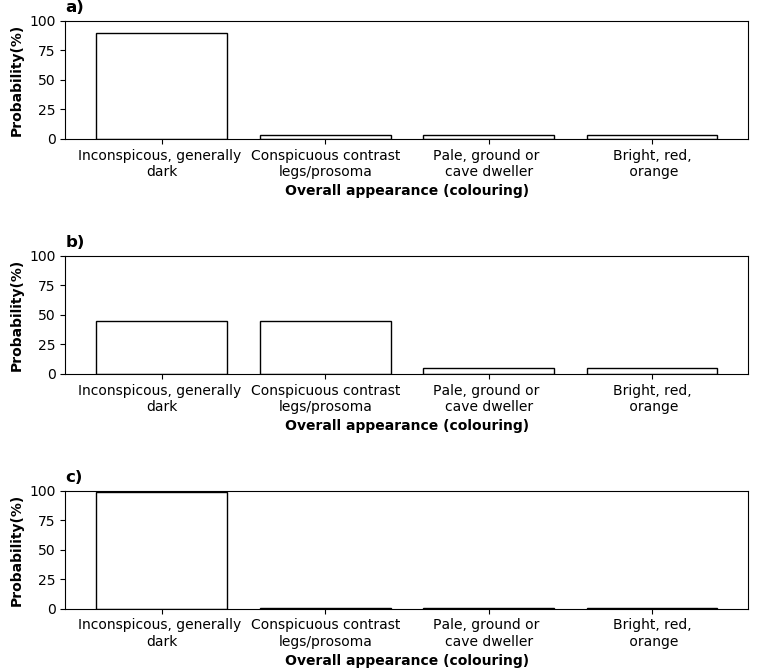 a)
100
75
50
25
0
Probability(%)
Inconspicous, generally
dark
Conspicuous contrast
legs/prosoma
Pale, ground or
cave dweller
Bright, red,
orange
Overall appearance (colouring)
b)
100
75
50
25
0
Probability(%)
Inconspicous, generally
dark
Conspicuous contrast
legs/prosoma
Pale, ground or
cave dweller
Bright, red,
orange
Overall appearance (colouring)
c)
100
75
50
25
0
Probability(%)
Inconspicous, generally
dark
Conspicuous contrast
legs/prosoma
Pale, ground or
cave dweller
Bright, red,
orange
Overall appearance (colouring)